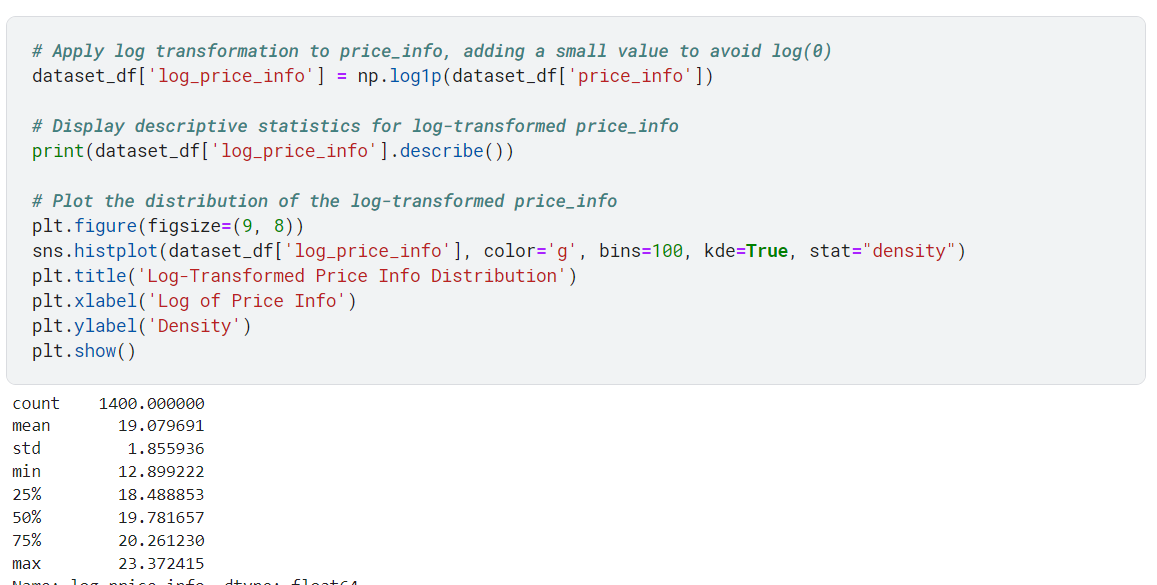 # Apply log transformation to price_info, adding a small value to avoid log(0)
dataset_df['log_price_info'] = np.log1p(dataset_df['price_info'])
# Display descriptive statistics for log-transformed price_info
print(dataset_df['log_price_info'].describe())
# Plot the distribution of the log-transformed price_info
plt.figure(figsize=(9, 8))
sns.histplot(dataset_df['log_price_info'], color='g', bins=100, kde=True, stat="density")
plt.title('Log-Transformed Price Info Distribution')
plt.xlabel('Log of Price Info')
plt.ylabel('Density')
plt.show()
count 1400.000000
mean 19.079691
std 1.855936
min 12.899222
25% 18.488853
50% 19.781657
75% 20.261230
max 23.372415
Name: log_price_info, dtype: float64